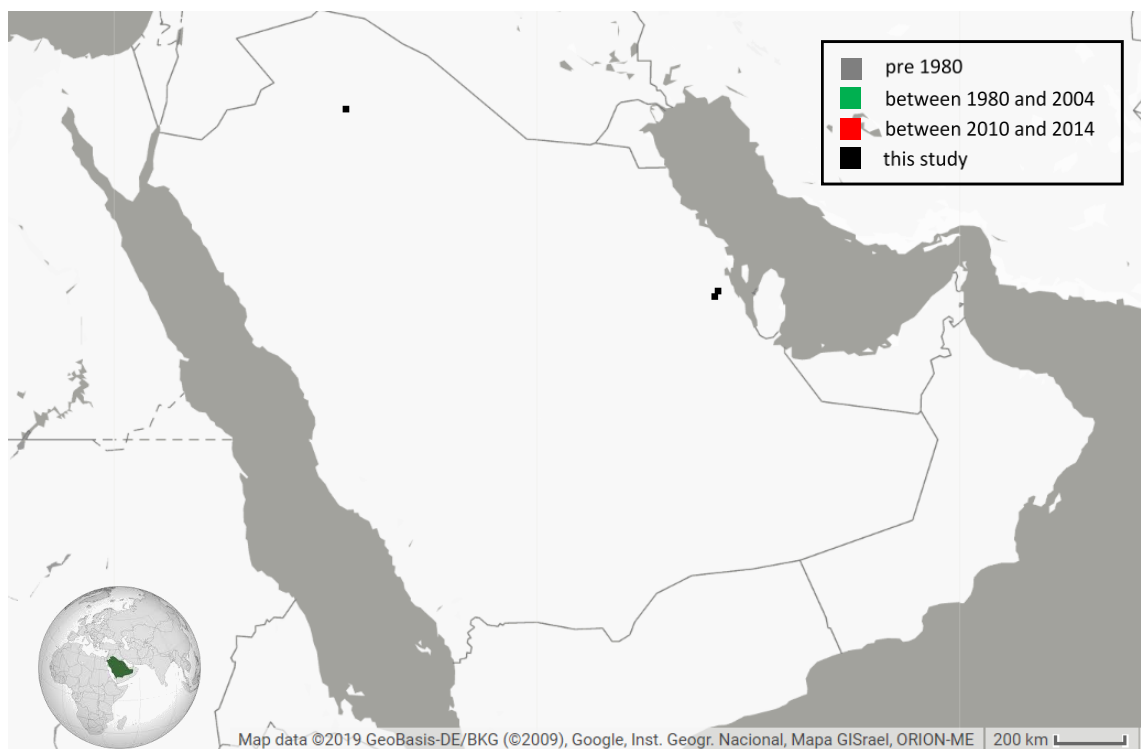 pre 1980
between 1980 and 2004
between 2010 and 2014
this study
Map data ©2019 GeoBasis-DE/BKG (©2009), Google, Inst. Geogr. Nacional, Mapa GISrael, ORION-ME
200 km